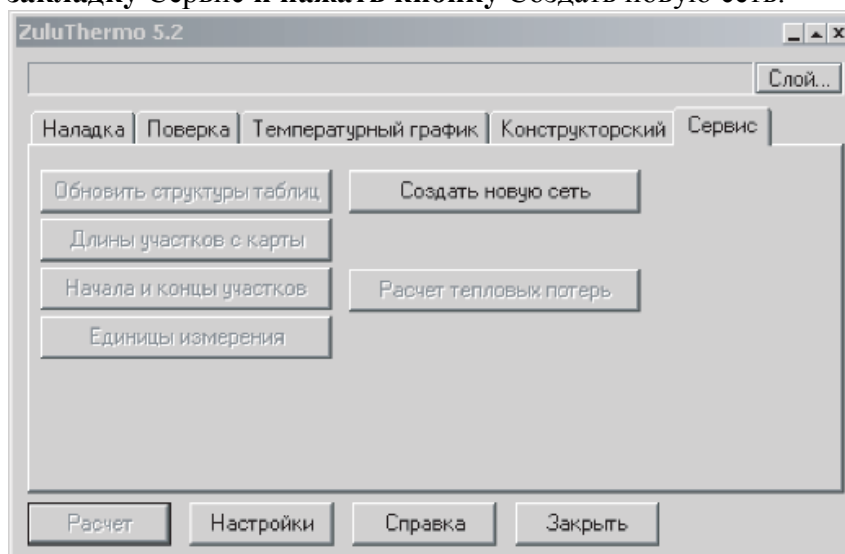 закладку Сервис и нажать кнопку Создать новую сеть.
ZuluThermo 5.2
Слой...
Наладка Поверка Температурный график Конструкторский Сервис
Обновить структуры таблиц Создать новую сеть
Длины участков с карты
Начала и концы участков Расчет тепловых потерь
Единицы измерения
Расчет Настройки Справка Закрыть